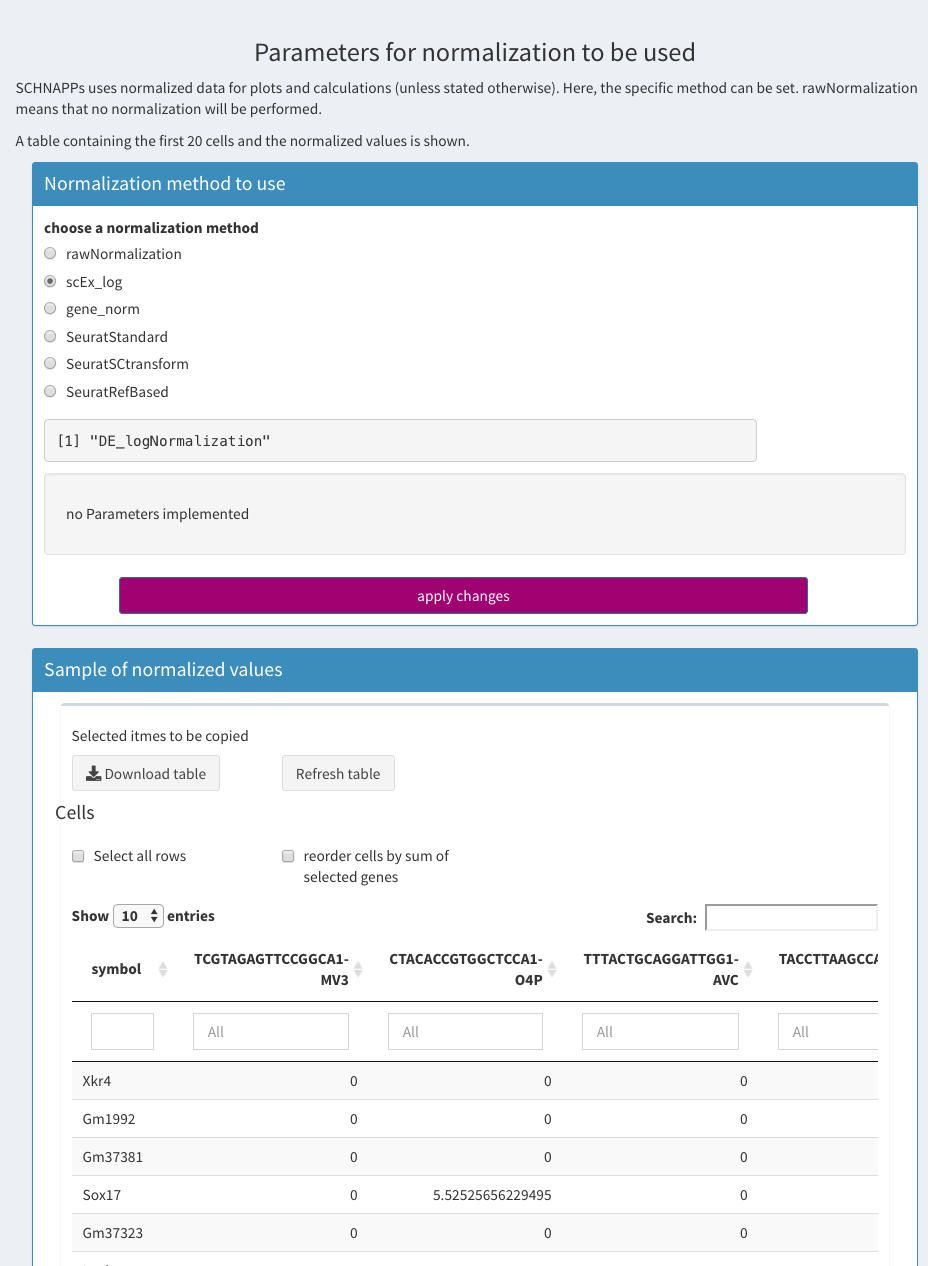 Parameters for normalization to be used
SCHNAPPs uses normalized data for plots and calculations (unless stated otherwise). Here, the specific method can be set. rawNormalization
means that no normalization will be performed.
A table containing the first 20 cells and the normalized values is shown.
Normalization method to use
choose a normalization method
rawNormalization
scEx_log
gene_norm
SeuratStandard
SeuratSCtransform
SeuratRefBased
[1] "DE_logNormalization"
no Parameters implemented
apply changes
Sample of normalized values
Selected itmes to be copied
Download table Refresh table
Cells
Select all rows reorder cells by sum of
selected genes
Show 10 entries Search:
symbol TCGTAGAGTTCCGGCA1- CTACACCGTGGCTCCA1- TTTACTGCAGGATTGG1- TACCTTAAGCCA
MV3 O4P AVC
All All All All
Xkr4 0 0 0
Gm1992 0 0 0
Gm37381 0 0 0
Sox17 0 5.52525656229495 0
Gm37323 0 0 0